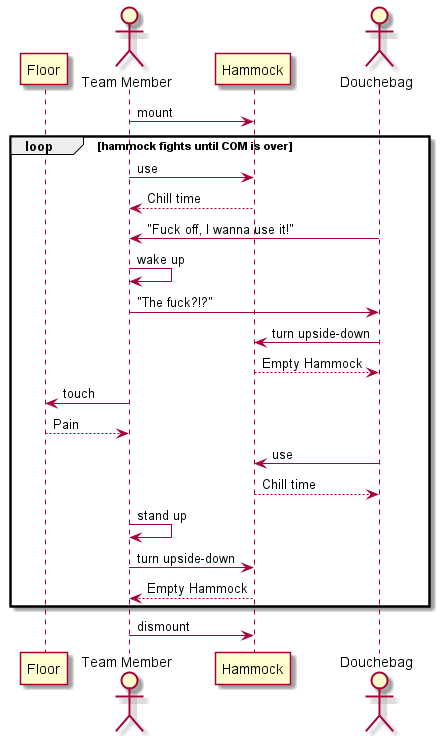 Floor
Team Member
Hammock
Douchebag
mount
loop [hammock fights until COM is over]
use
Chill time
"Fuck off, I wanna use it!"
wake up
"The fuck?!?"
turn upside-down
Empty Hammock
touch
Pain
use
Chill time
stand up
turn upside-down
Empty Hammock
dismount
Floor
Team Member
Hammock
Douchebag